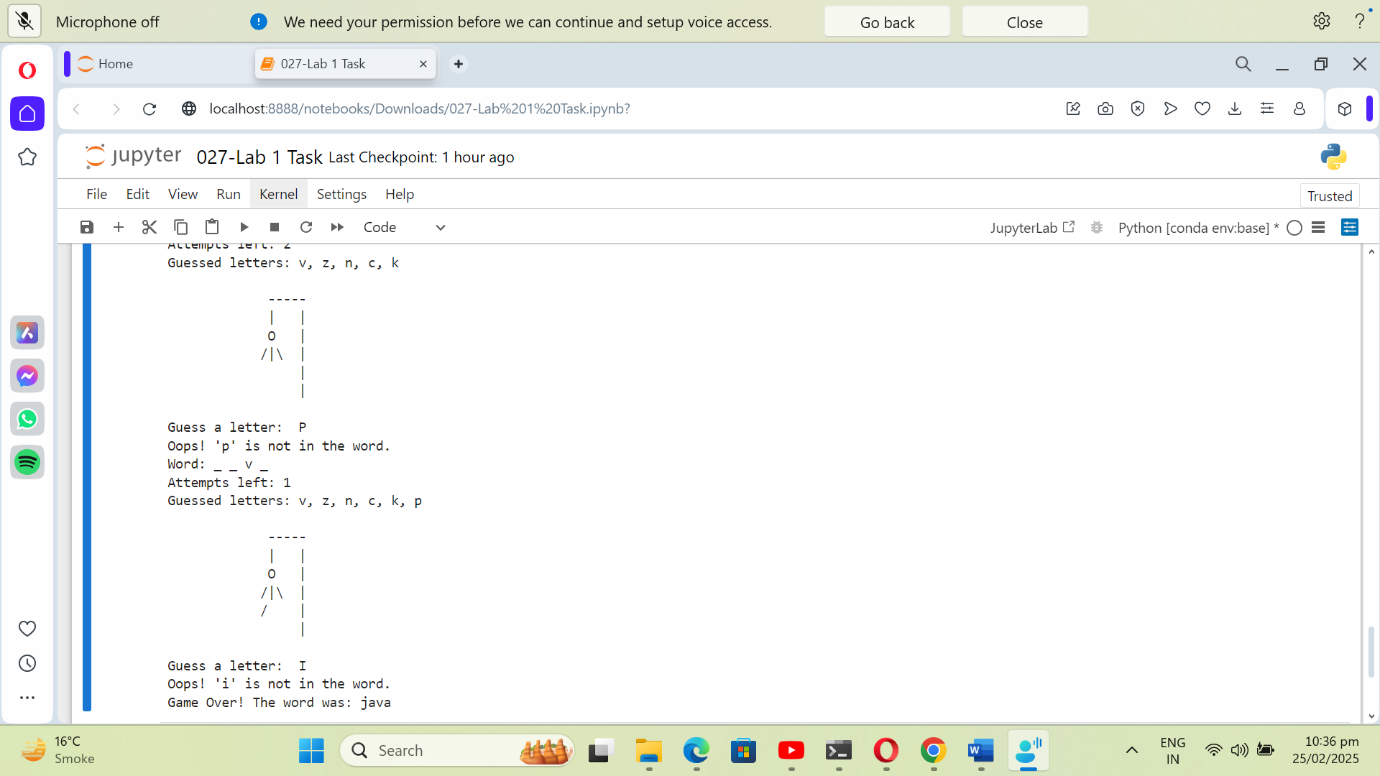 Microphone off
We need your permission before we can continue and setup voice access.
Go back
Close
Home
027-Lab 1 Task
localhost:8888/notebooks/Downloads/027-Lab%201%20Task.ipynb?
jupyter 027-Lab 1 Task Last Checkpoint: 1 hour ago
File Edit View Run Kernel Settings Help
Trusted
Code
JupyterLab
Python [conda env:base] *
Attempts left: 2
Guessed letters: v, z, n, c, k
-----
|   |
O   |
/|\  |
|
|
Guess a letter:  P
Oops! 'p' is not in the word.
Word: _ _ v _
Attempts left: 1
Guessed letters: v, z, n, c, k, p
-----
|   |
O   |
/|\  |
/    |
|
Guess a letter:  I
Oops! 'i' is not in the word.
Game Over! The word was: java
16°C
Smoke
Search
ENG
IN
10:36 pm
25/02/2025